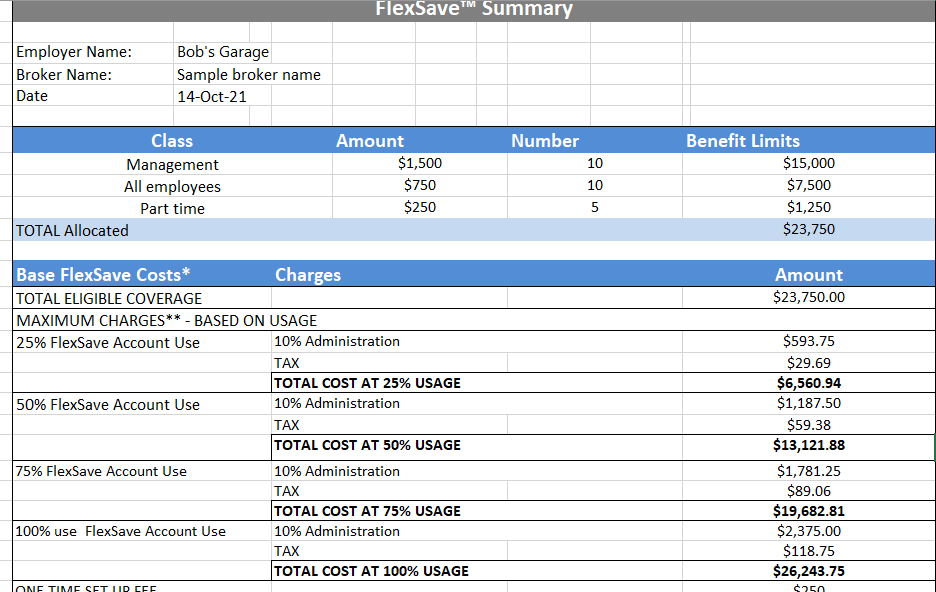 FlexSave™ Summary
Employer Name: Bob's Garage
Broker Name: Sample broker name
Date 14-Oct-21
Class Amount Number Benefit Limits
Management $1,500 10 $15,000
All employees $750 10 $7,500
Part time $250 5 $1,250
TOTAL Allocated $23,750
Base FlexSave Costs* Charges Amount
TOTAL ELIGIBLE COVERAGE $23,750.00
MAXIMUM CHARGES** - BASED ON USAGE
25% FlexSave Account Use 10% Administration $593.75
TAX $29.69
TOTAL COST AT 25% USAGE $6,560.94
50% FlexSave Account Use 10% Administration $1,187.50
TAX $59.38
TOTAL COST AT 50% USAGE $13,121.88
75% FlexSave Account Use 10% Administration $1,781.25
TAX $89.06
TOTAL COST AT 75% USAGE $19,682.81
100% use FlexSave Account Use 10% Administration $2,375.00
TAX $118.75
TOTAL COST AT 100% USAGE $26,243.75
ONE TIME SET UP FEE $250